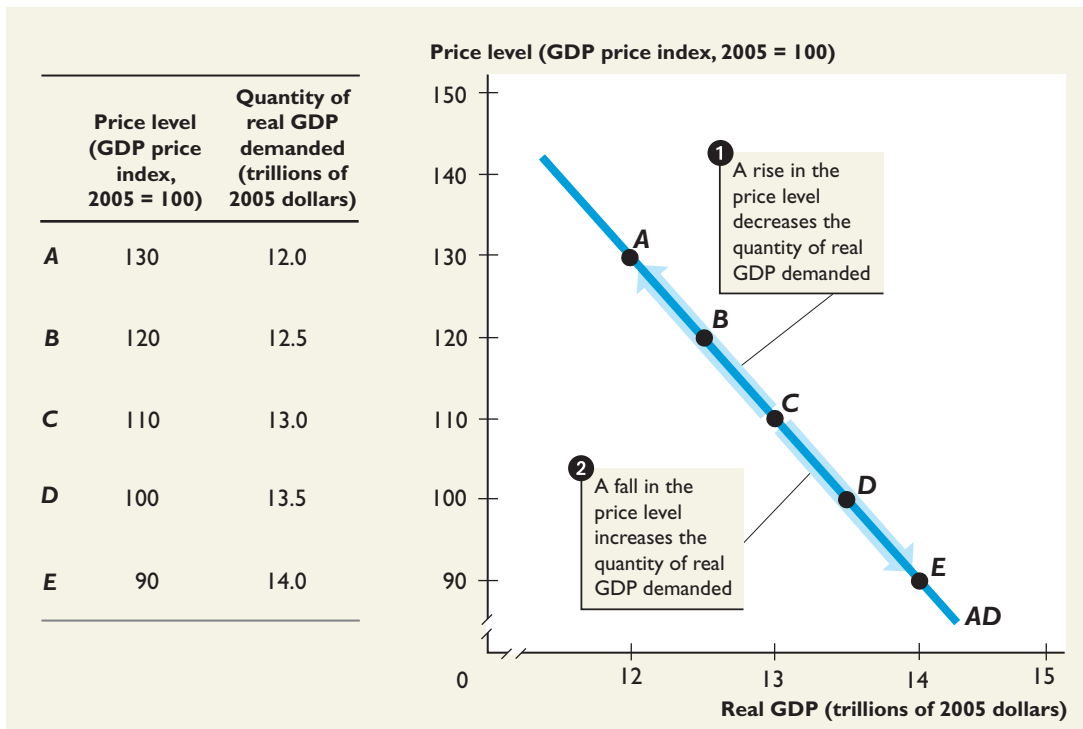 Price level
(GDP price
index,
2005 = 100)
Quantity of
real GDP
demanded
(trillions of
2005 dollars)
A 130 12.0
B 120 12.5
C 110 13.0
D 100 13.5
E 90 14.0
Price level (GDP price index, 2005 = 100)
150
140
130
120
110
100
90
0
12 13 14 15
Real GDP (trillions of 2005 dollars)
A
B
C
D
E
AD
1
A rise in the
price level
decreases the
quantity of real
GDP demanded
2
A fall in the
price level
increases the
quantity of real
GDP demanded